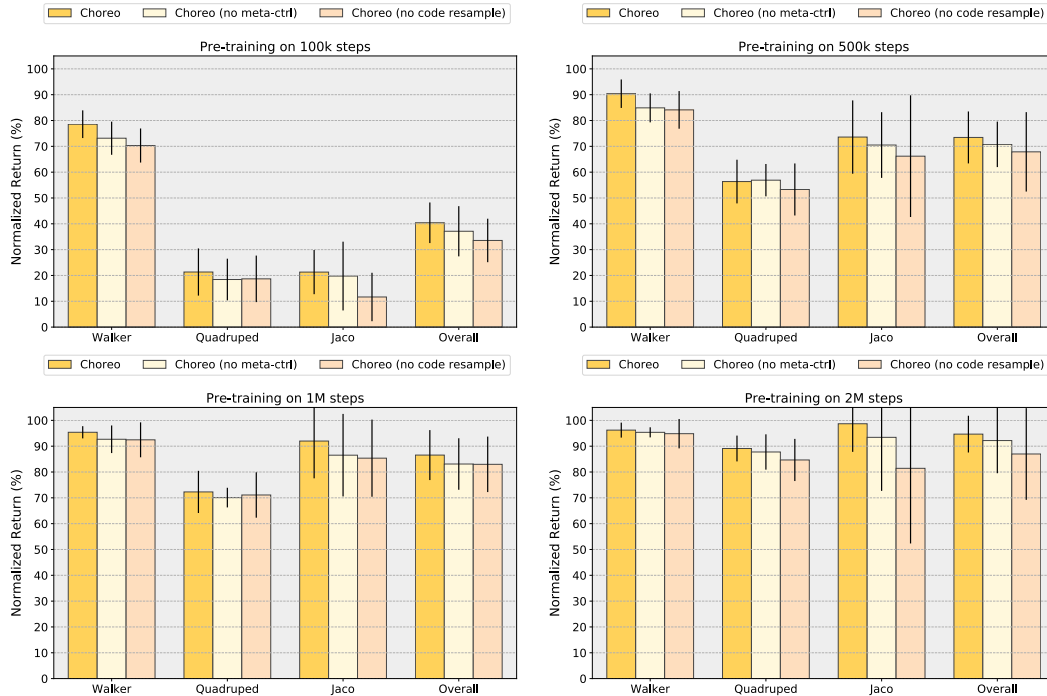 Choreo Choreo (no meta-ctrl) Choreo (no code resample)
Pre-training on 100k steps
Normalized Return (%)
100
90
80
70
60
50
40
30
20
10
0
Walker Quadruped Jaco Overall
Choreo Choreo (no meta-ctrl) Choreo (no code resample)
Pre-training on 500k steps
Normalized Return (%)
100
90
80
70
60
50
40
30
20
10
0
Walker Quadruped Jaco Overall
Choreo Choreo (no meta-ctrl) Choreo (no code resample)
Pre-training on 1M steps
Normalized Return (%)
100
90
80
70
60
50
40
30
20
10
0
Walker Quadruped Jaco Overall
Choreo Choreo (no meta-ctrl) Choreo (no code resample)
Pre-training on 2M steps
Normalized Return (%)
100
90
80
70
60
50
40
30
20
10
0
Walker Quadruped Jaco Overall